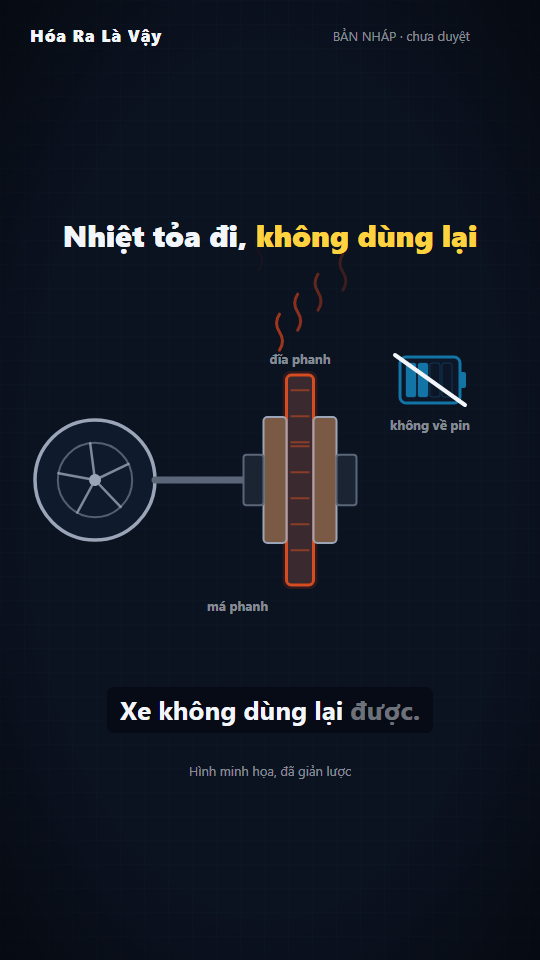 Hóa Ra Là Vậy
BẢN NHÁP · chưa duyệt
Nhiệt tỏa đi, không dùng lại
đĩa phanh
không về pin
má phanh
Xe không dùng lại được.
Hình minh họa, đã giản lược